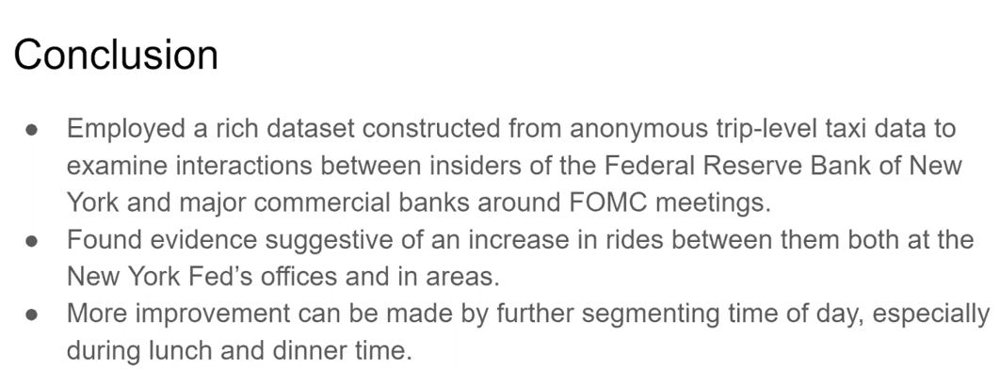 Conclusion
● Employed a rich dataset constructed from anonymous trip-level taxi data to
examine interactions between insiders of the Federal Reserve Bank of New
York and major commercial banks around FOMC meetings.
● Found evidence suggestive of an increase in rides between them both at the
New York Fed’s offices and in areas.
● More improvement can be made by further segmenting time of day, especially
during lunch and dinner time.